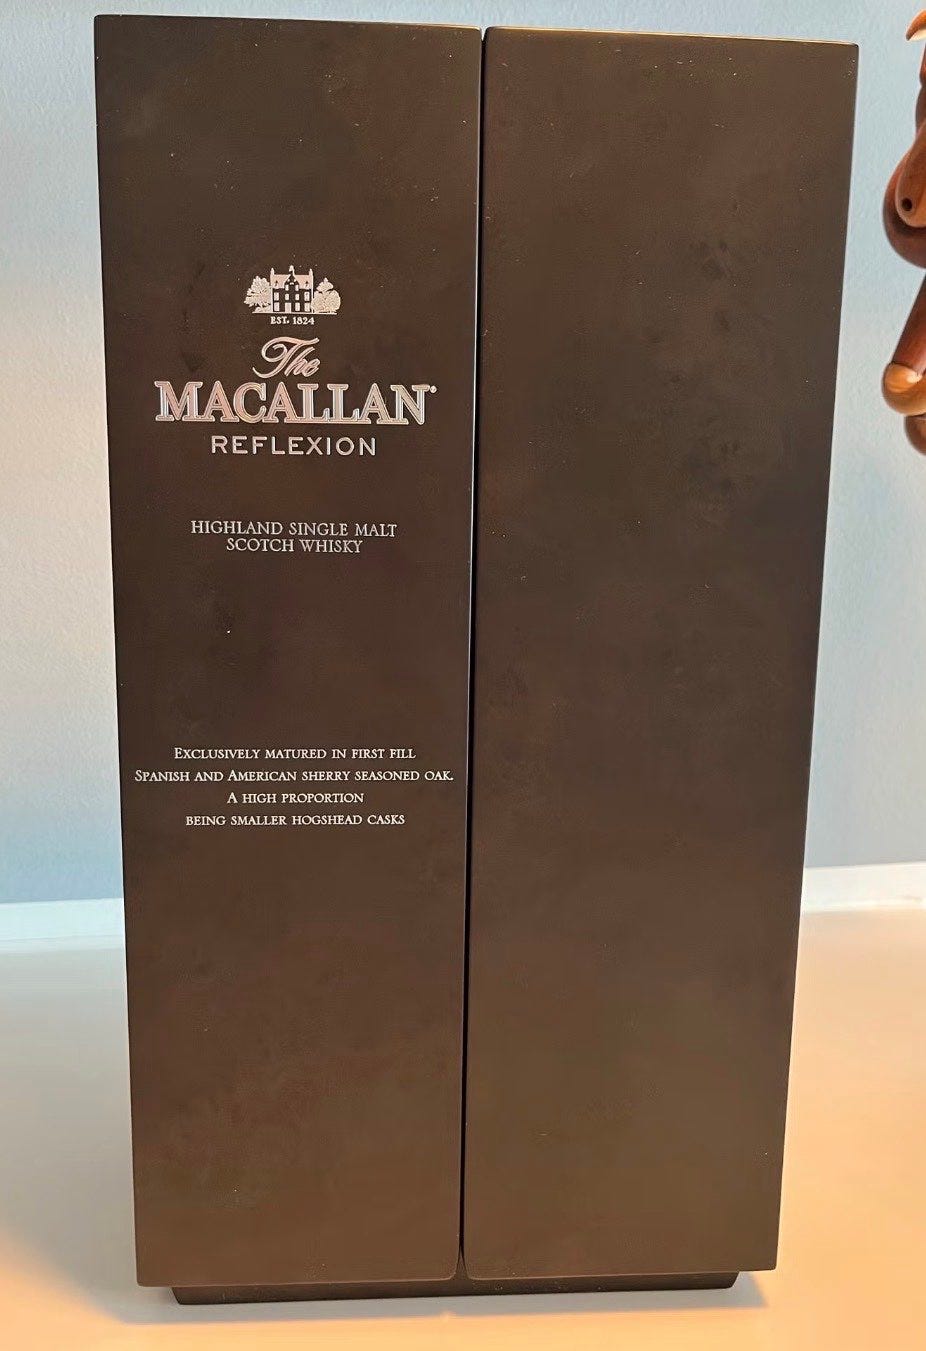 EST. 1824
The
MACALLAN®
REFLEXION
HIGHLAND SINGLE MALT
SCOTCH WHISKY
EXCLUSIVELY MATURED IN FIRST FILL
SPANISH AND AMERICAN SHERRY SEASONED OAK.
A HIGH PROPORTION
BEING SMALLER HOGSHEAD CASKS